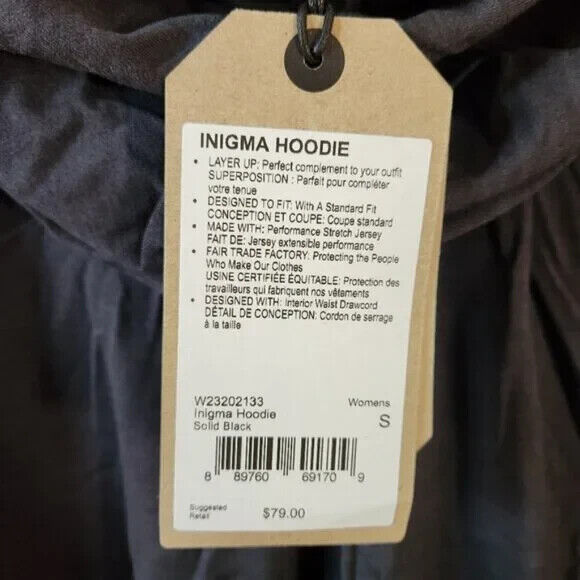 INIGMA HOODIE
• LAYER UP: Perfect complement to your outfit
SUPERPOSITION : Parfait pour compléter
votre tenue
• DESIGNED TO FIT: With A Standard Fit
CONCEPTION ET COUPE: Coupe standard
• MADE WITH: Performance Stretch Jersey
FAIT DE: Jersey extensible performance
• FAIR TRADE FACTORY: Protecting the People
Who Make Our Clothes
USINE CERTIFIÉE ÉQUITABLE: Protection des
travailleurs qui fabriquent nos vêtements
• DESIGNED WITH: Interior Waist Drawcord
DÉTAIL DE CONCEPTION: Cordon de serrage
à la taille
W23202133 Womens
Inigma Hoodie S
Solid Black
8 89760 69170 9
Suggested
Retail $79.00